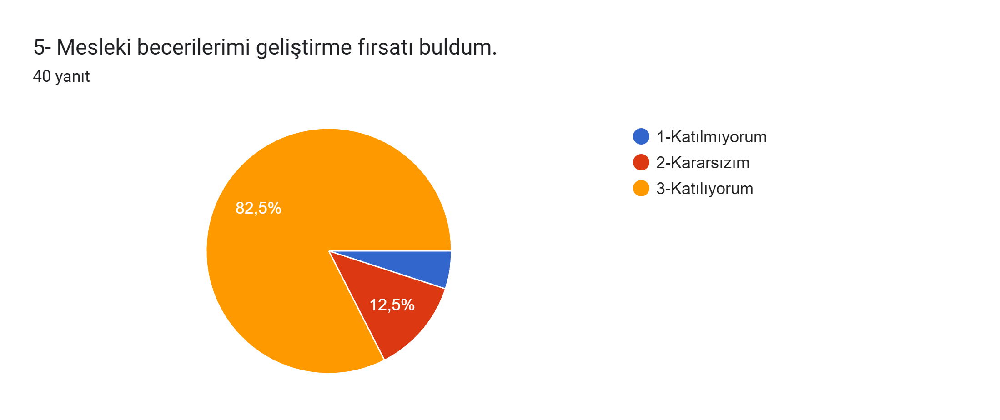 5- Mesleki becerilerimi geliştirme fırsatı buldum.
40 yanıt
1-Katılmıyorum
2-Kararsızım
3-Katılıyorum
82,5%
12,5%